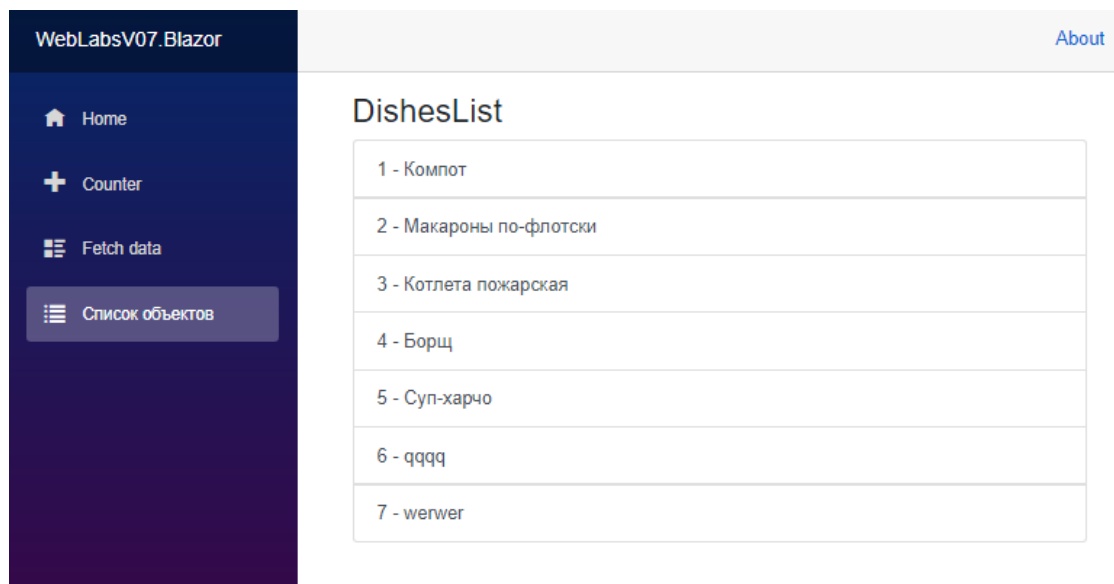 WebLabsV07.Blazor
About
Home
Counter
Fetch data
Список объектов
DishesList
1 - Компот
2 - Макароны по-флотски
3 - Котлета пожарская
4 - Борщ
5 - Суп-харчо
6 - qqqq
7 - werwer